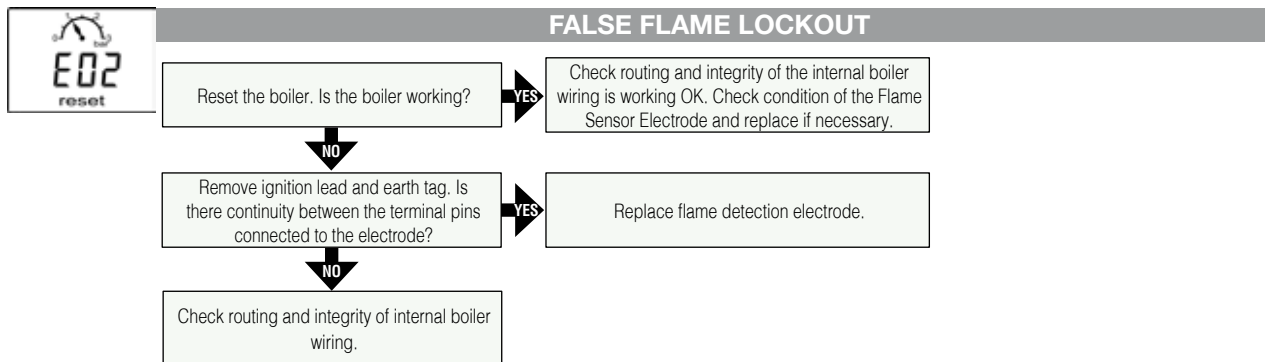 FALSE FLAME LOCKOUT
0
bar
E02
reset
Reset the boiler. Is the boiler working?
YES
Check routing and integrity of the internal boiler
wiring is working OK. Check condition of the Flame
Sensor Electrode and replace if necessary.
NO
Remove ignition lead and earth tag. Is
there continuity between the terminal pins
connected to the electrode?
YES
Replace flame detection electrode.
NO
Check routing and integrity of internal boiler
wiring.